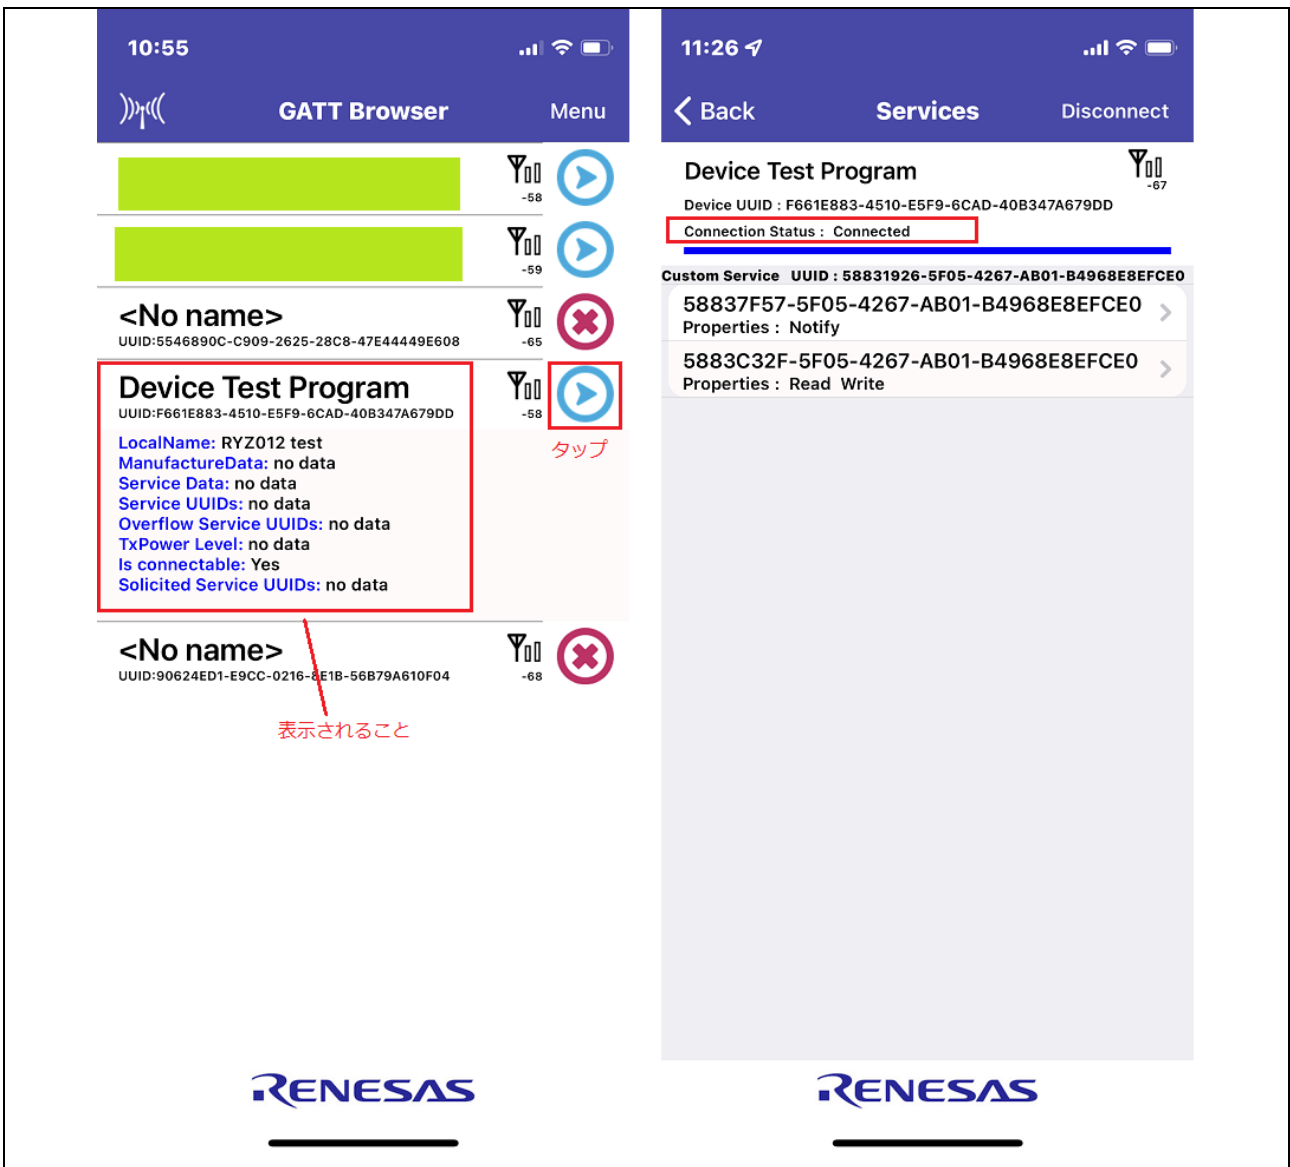 10:55
GATT Browser
Menu
-58
-59
<No name>
UUID:5546890C-C909-2625-28C8-47E44449E608
-65
Device Test Program
UUID:F661E883-4510-E5F9-6CAD-40B347A679DD
-58
タップ
LocalName: RYZ012 test
ManufactureData: no data
Service Data: no data
Service UUIDs: no data
Overflow Service UUIDs: no data
TxPower Level: no data
Is connectable: Yes
Solicited Service UUIDs: no data
<No name>
UUID:90624ED1-E9CC-0216-8E1B-56B79A610F04
-68
表示されること
RENESAS
11:26
Back
Services
Disconnect
Device Test Program
-67
Device UUID : F661E883-4510-E5F9-6CAD-40B347A679DD
Connection Status : Connected
Custom Service UUID : 58831926-5F05-4267-AB01-B4968E8EFCE0
58837F57-5F05-4267-AB01-B4968E8EFCE0
Properties : Notify
5883C32F-5F05-4267-AB01-B4968E8EFCE0
Properties : Read Write
RENESAS